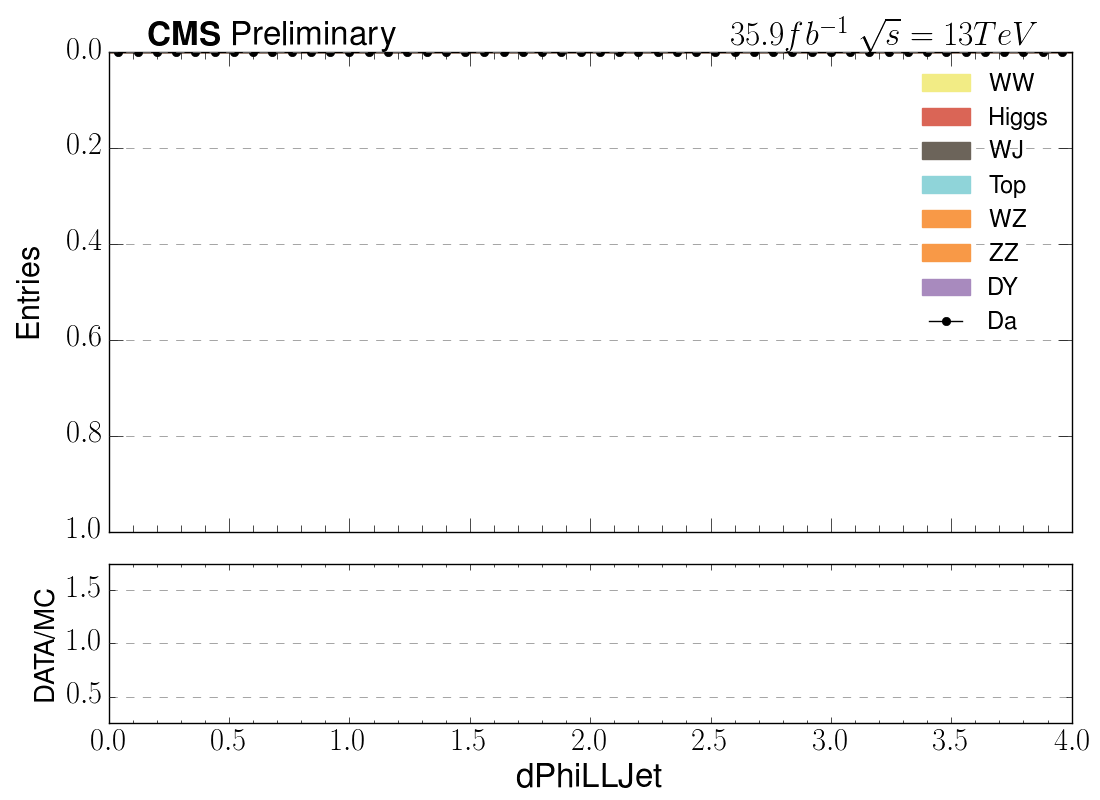 CMS Preliminary 35.9fb⁻¹ √s = 13TeV
0.0
0.2
0.4
0.6
0.8
1.0
Entries
WW
Higgs
WJ
Top
WZ
ZZ
DY
Da
1.5
1.0
0.5
DATA/MC
0.0 0.5 1.0 1.5 2.0 2.5 3.0 3.5 4.0
dPhiLLJet